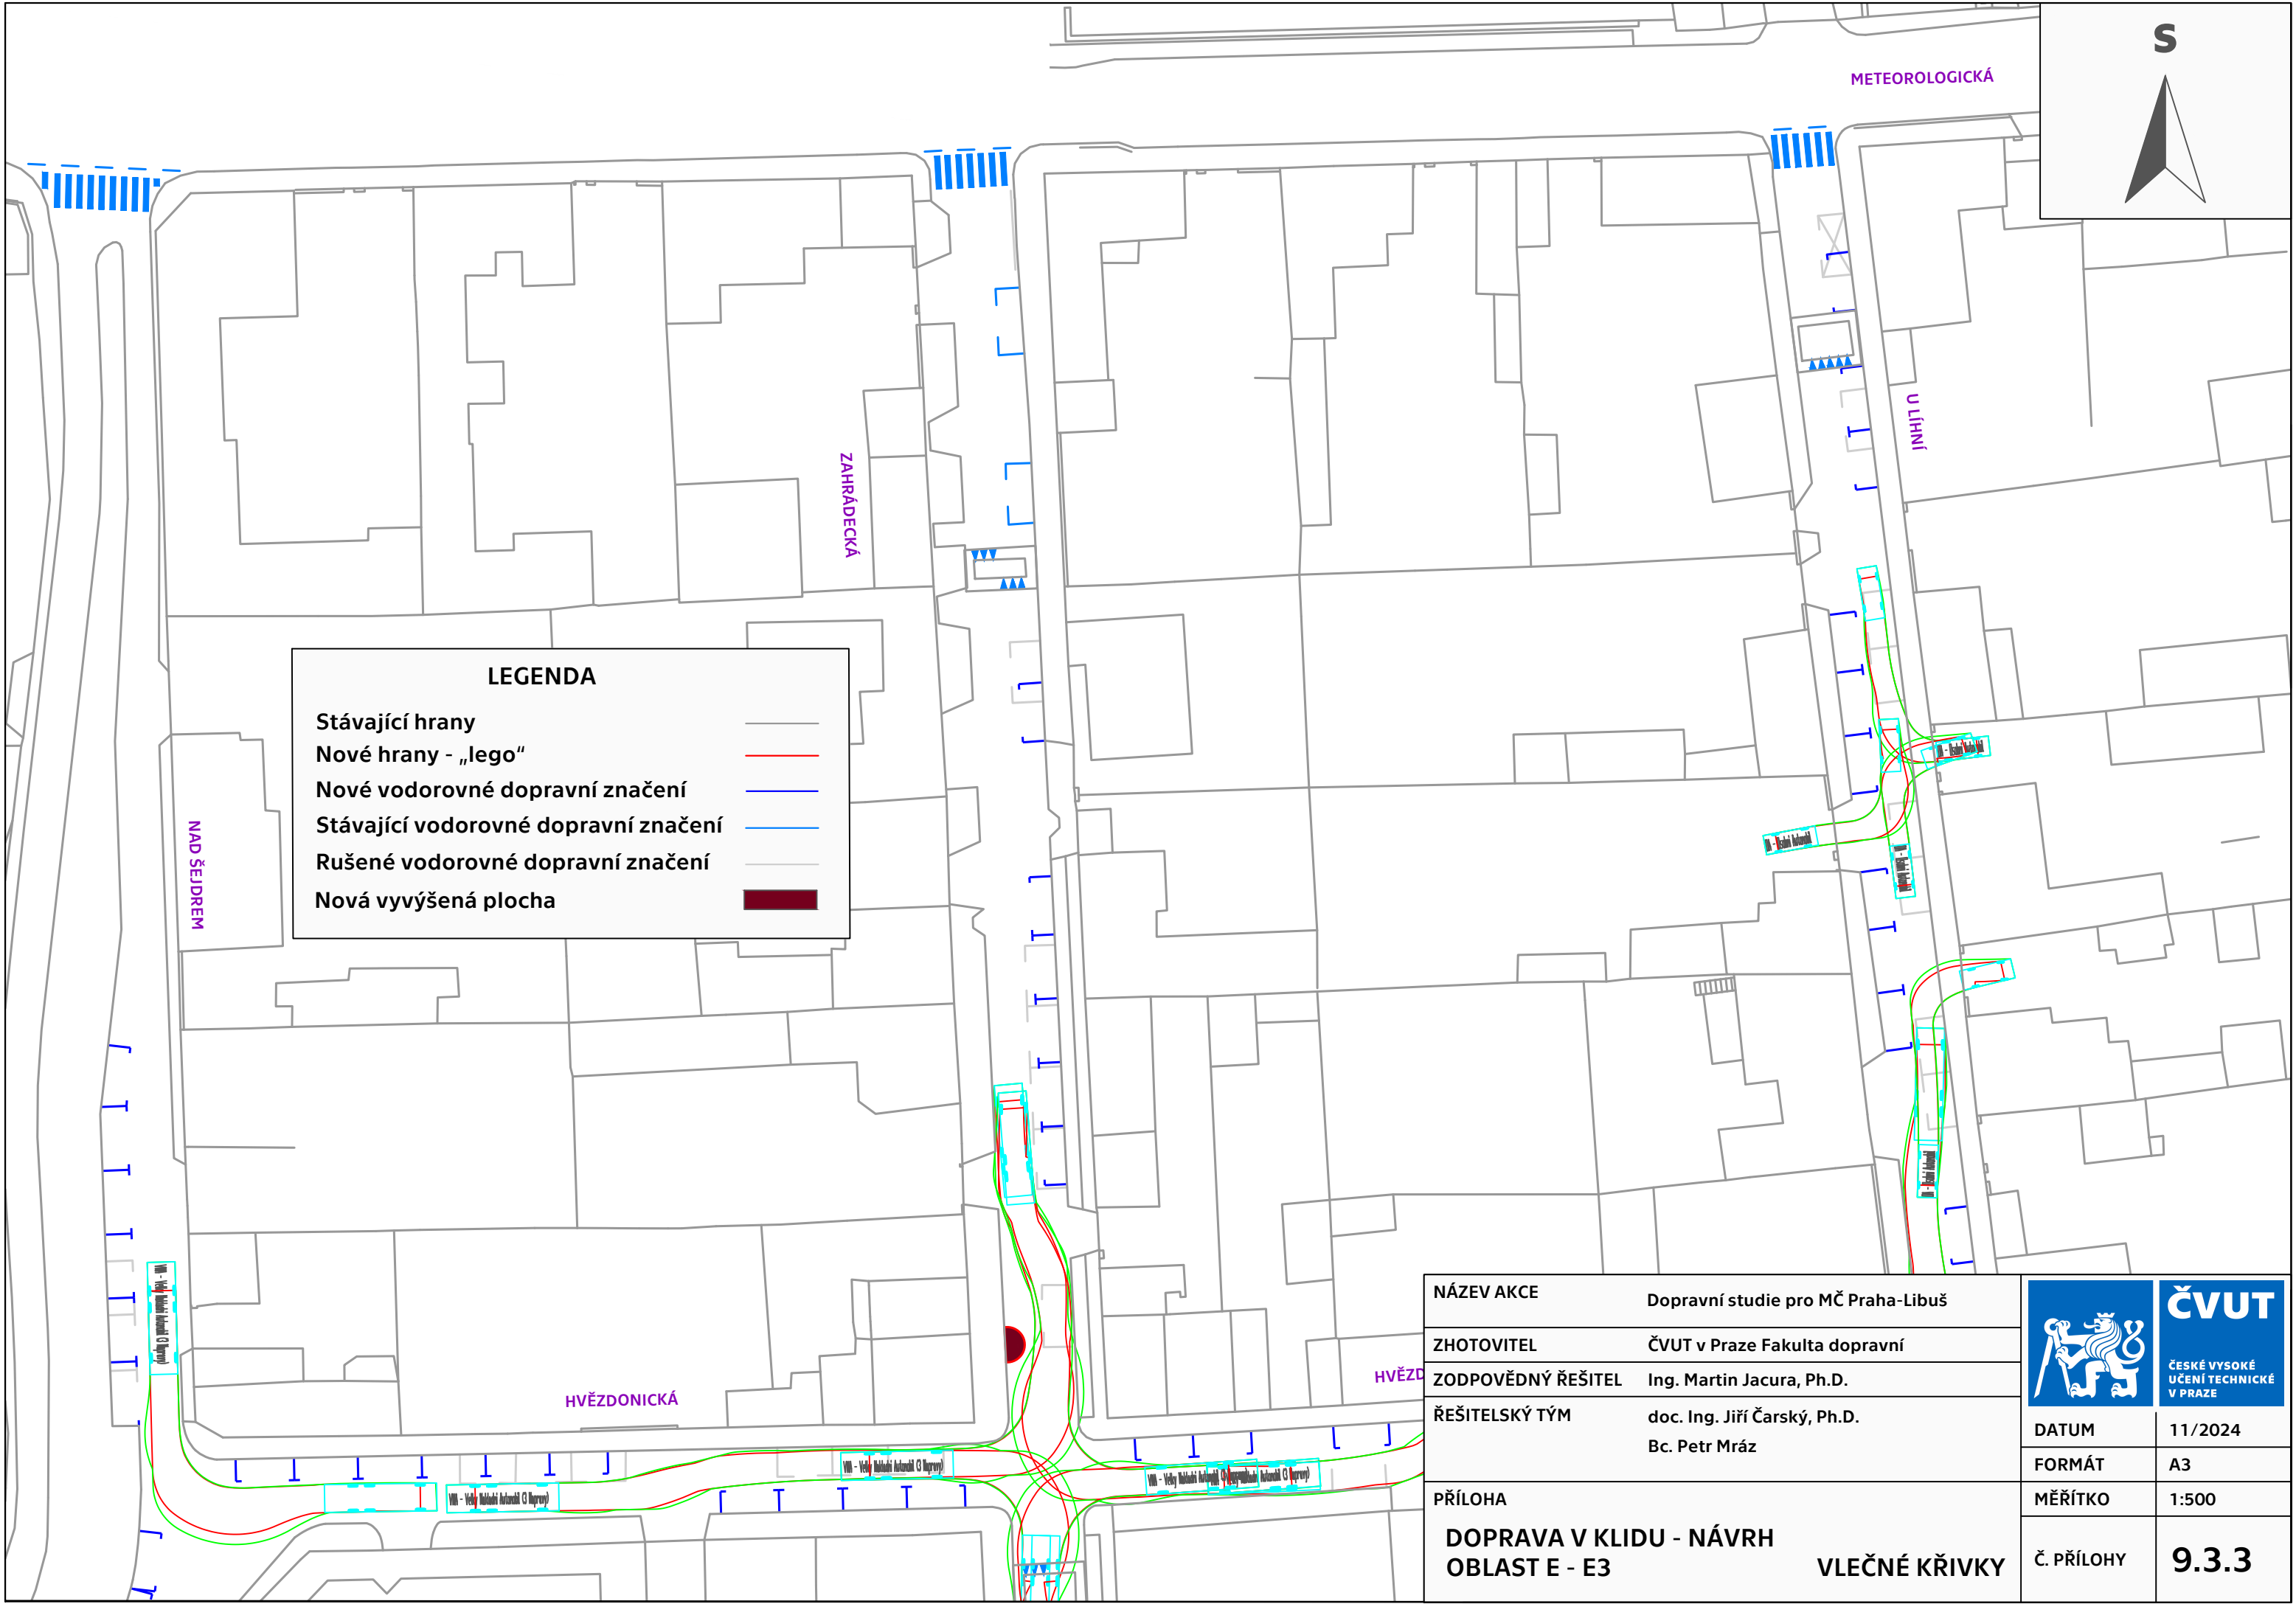 S
METEOROLOGICKÁ
U LÍHNÍ
ZAHRÁDECKÁ
LEGENDA
Stávající hrany
Nové hrany - „lego“
Nové vodorovné dopravní značení
Stávající vodorovné dopravní značení
Rušené vodorovné dopravní značení
Nová vyvýšená plocha
NAD ŠEJDREM
HVĚZDONICKÁ
HVĚZD
NÁZEV AKCE
Dopravní studie pro MČ Praha-Libuš
ZHOTOVITEL
ČVUT v Praze Fakulta dopravní
ZODPOVĚDNÝ ŘEŠITEL
Ing. Martin Jacura, Ph.D.
ŘEŠITELSKÝ TÝM
doc. Ing. Jiří Čarský, Ph.D.
Bc. Petr Mráz
PŘÍLOHA
DOPRAVA V KLIDU - NÁVRH
OBLAST E - E3
VLEČNÉ KŘIVKY
ČVUT
ČESKÉ VYSOKÉ
UČENÍ TECHNICKÉ
V PRAZE
DATUM
11/2024
FORMÁT
A3
MĚŘÍTKO
1:500
Č. PŘÍLOHY
9.3.3